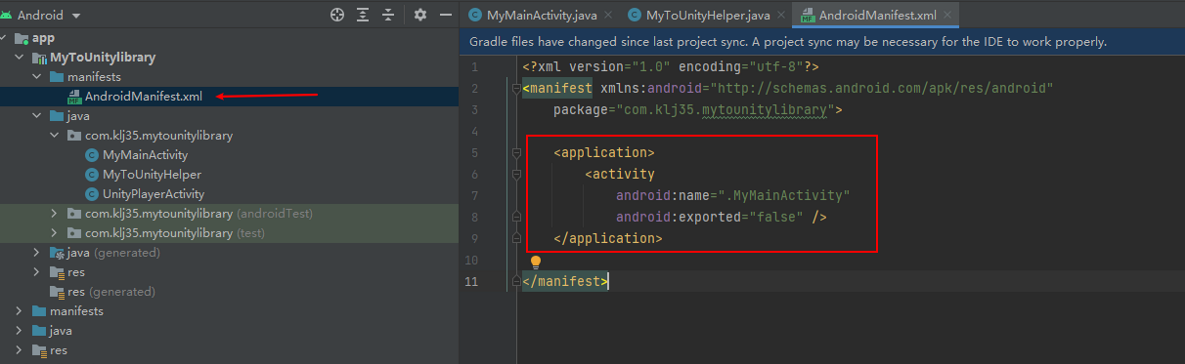 Android
MyMainActivity.java
MyToUnityHelper.java
AndroidManifest.xml
app
MyToUnitylibrary
manifests
AndroidManifest.xml
java
com.klj35.mytounitylibrary
MyMainActivity
MyToUnityHelper
UnityPlayerActivity
com.klj35.mytounitylibrary (androidTest)
com.klj35.mytounitylibrary (test)
java (generated)
res
res (generated)
manifests
java
res
Gradle files have changed since last project sync. A project sync may be necessary for the IDE to work properly.
1 <?xml version="1.0" encoding="utf-8"?>
2 <manifest xmlns:android="http://schemas.android.com/apk/res/android"
3 package="com.klj35.mytounitylibrary">
4
5 <application>
6 <activity
7 android:name=".MyMainActivity"
8 android:exported="false" />
9 </application>
10
11 </manifest>